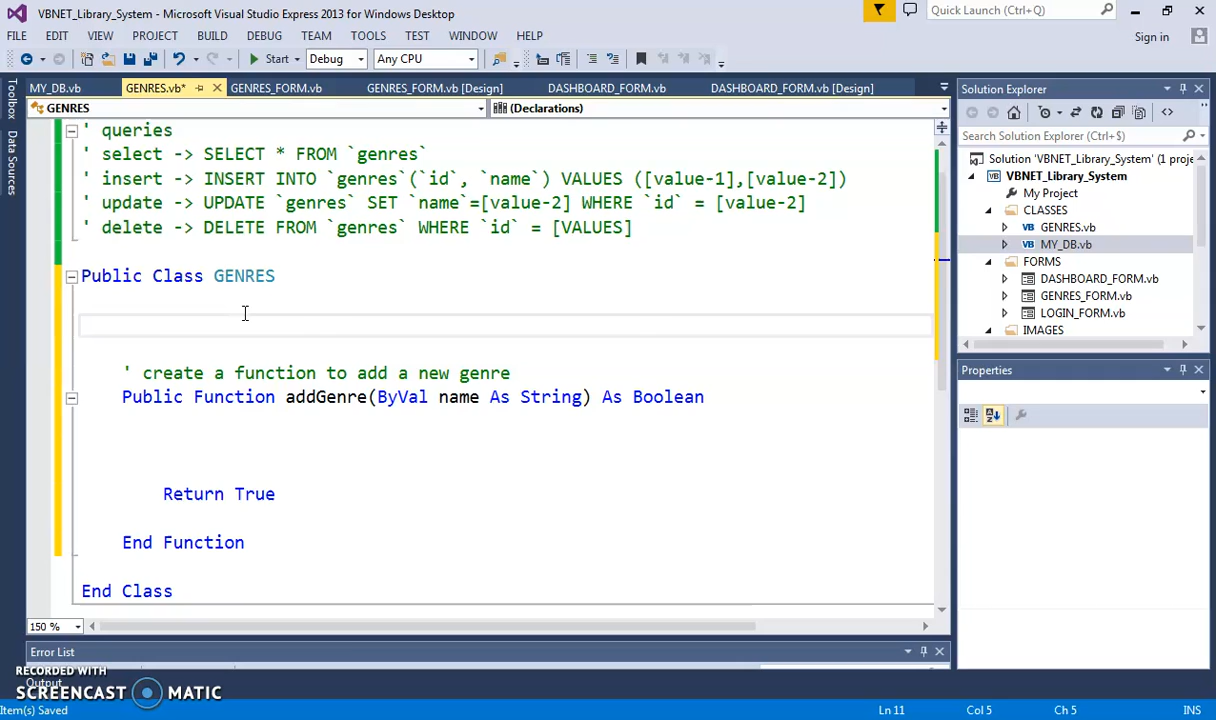 VBNET_Library_System - Microsoft Visual Studio Express 2013 for Windows Desktop
Quick Launch (Ctrl+Q)
FILE EDIT VIEW PROJECT BUILD DEBUG TEAM TOOLS TEST WINDOW HELP
Sign in
Start Debug Any CPU
Toolbox
Data Sources
MY_DB.vb GENRES.vb* GENRES_FORM.vb GENRES_FORM.vb [Design] DASHBOARD_FORM.vb DASHBOARD_FORM.vb [Design]
GENRES (Declarations)
' queries
' select -> SELECT * FROM `genres`
' insert -> INSERT INTO `genres`(`id`, `name`) VALUES ([value-1],[value-2])
' update -> UPDATE `genres` SET `name`=[value-2] WHERE `id` = [value-2]
' delete -> DELETE FROM `genres` WHERE `id` = [VALUES]
Public Class GENRES
' create a function to add a new genre
Public Function addGenre(ByVal name As String) As Boolean
Return True
End Function
End Class
150 %
Error List
Output
RECORDED WITH
SCREENCAST MATIC
Item(s) Saved
Ln 11 Col 5 Ch 5 INS
Solution Explorer
Search Solution Explorer (Ctrl+$)
Solution 'VBNET_Library_System' (1 proje
VBNET_Library_System
My Project
CLASSES
VB GENRES.vb
VB MY_DB.vb
FORMS
DASHBOARD_FORM.vb
GENRES_FORM.vb
LOGIN_FORM.vb
IMAGES
Properties